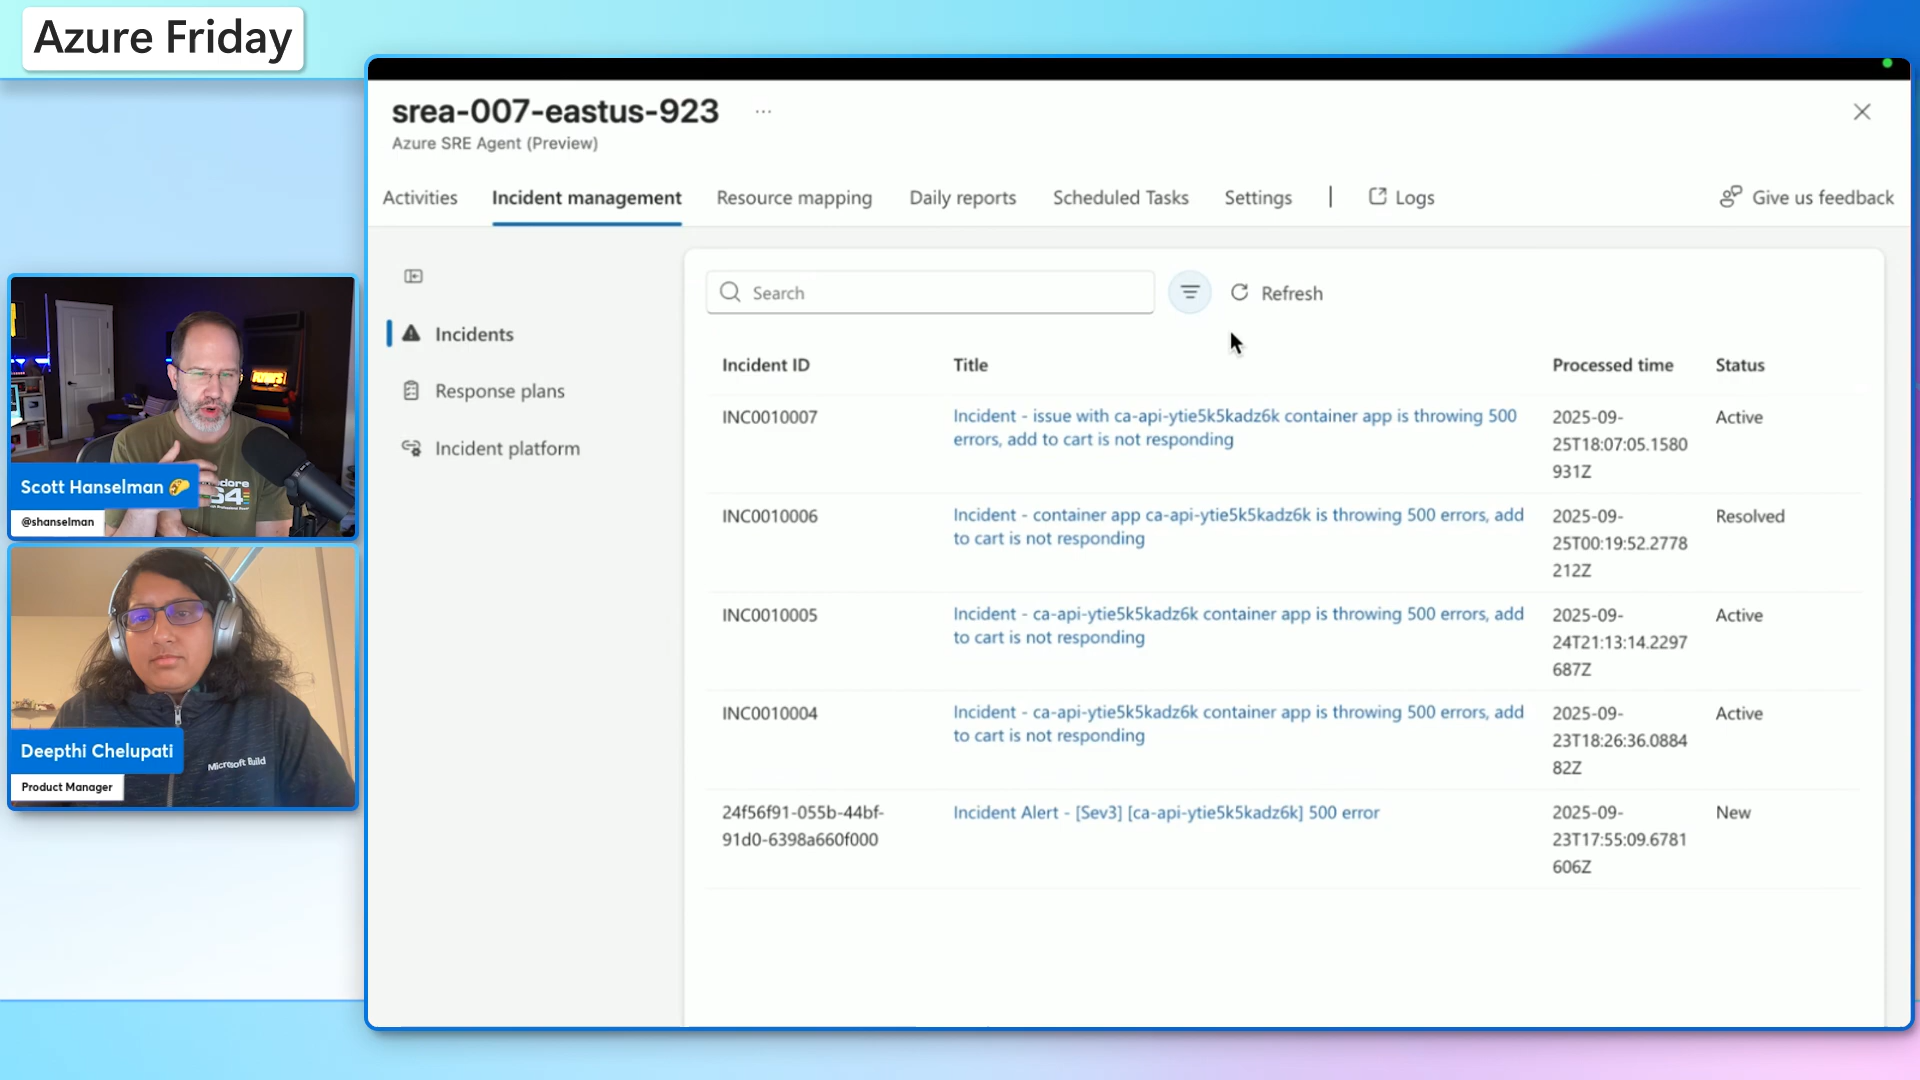 Azure Friday
srea-007-eastus-923
...
Azure SRE Agent (Preview)
Activities
Incident management
Resource mapping
Daily reports
Scheduled Tasks
Settings
|
Logs
Give us feedback
Search
Refresh
Incidents
Response plans
Incident platform
Incident ID
Title
Processed time
Status
INC0010007
Incident - issue with ca-api-ytie5k5kadz6k container app is throwing 500
errors, add to cart is not responding
2025-09-
25T18:07:05.1580
931Z
Active
INC0010006
Incident - container app ca-api-ytie5k5kadz6k is throwing 500 errors, add
to cart is not responding
2025-09-
25T00:19:52.2778
212Z
Resolved
INC0010005
Incident - ca-api-ytie5k5kadz6k container app is throwing 500 errors, add
to cart is not responding
2025-09-
24T21:13:14.2297
687Z
Active
INC0010004
Incident - ca-api-ytie5k5kadz6k container app is throwing 500 errors, add
to cart is not responding
2025-09-
23T18:26:36.0884
82Z
Active
24f56f91-055b-44bf-
91d0-6398a660f000
Incident Alert - [Sev3] [ca-api-ytie5k5kadz6k] 500 error
2025-09-
23T17:55:09.6781
606Z
New
Scott Hanselman 🌮
@shanselman
64
Deepthi Chelupati
Product Manager
Microsoft Build